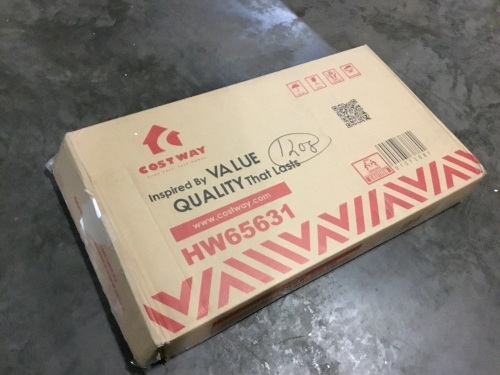 COSTWAY
Inspired By VALUE
1208
QUALITY That Lasts
www.costway.com
HW65631